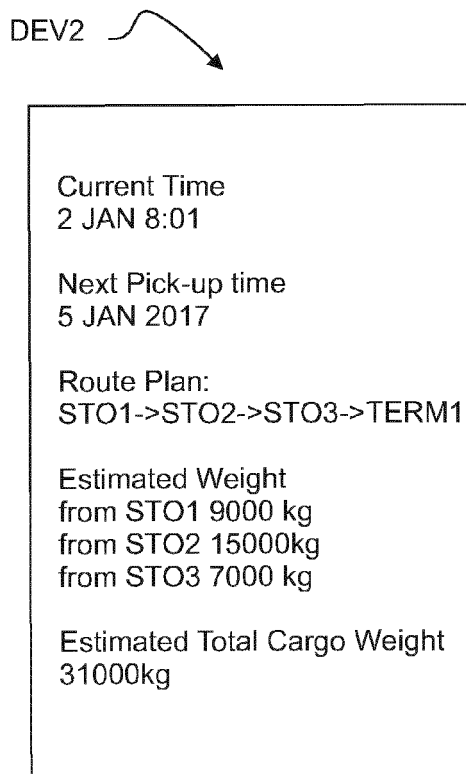 DEV2
Current Time
2 JAN 8:01
Next Pick-up time
5 JAN 2017
Route Plan:
STO1->STO2->STO3->TERM1
Estimated Weight
from STO1 9000 kg
from STO2 15000kg
from STO3 7000 kg
Estimated Total Cargo Weight
31000kg